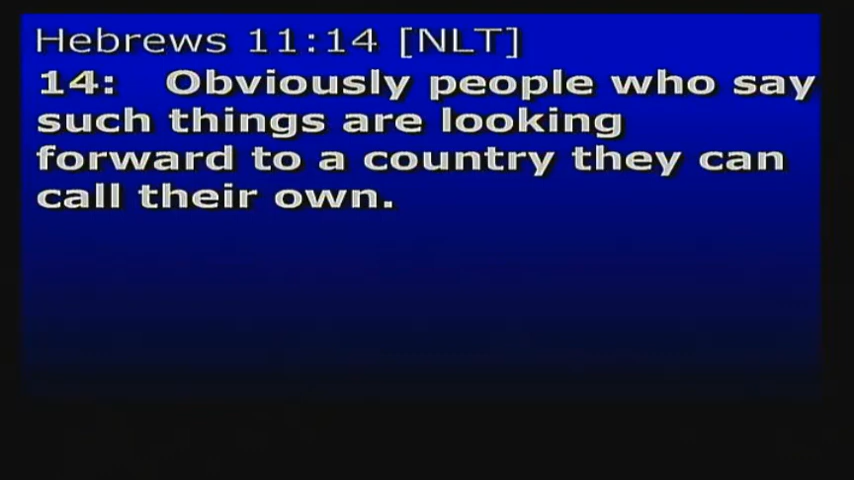 Hebrews 11:14 [NLT]
14: Obviously people who say
such things are looking
forward to a country they can
call their own.